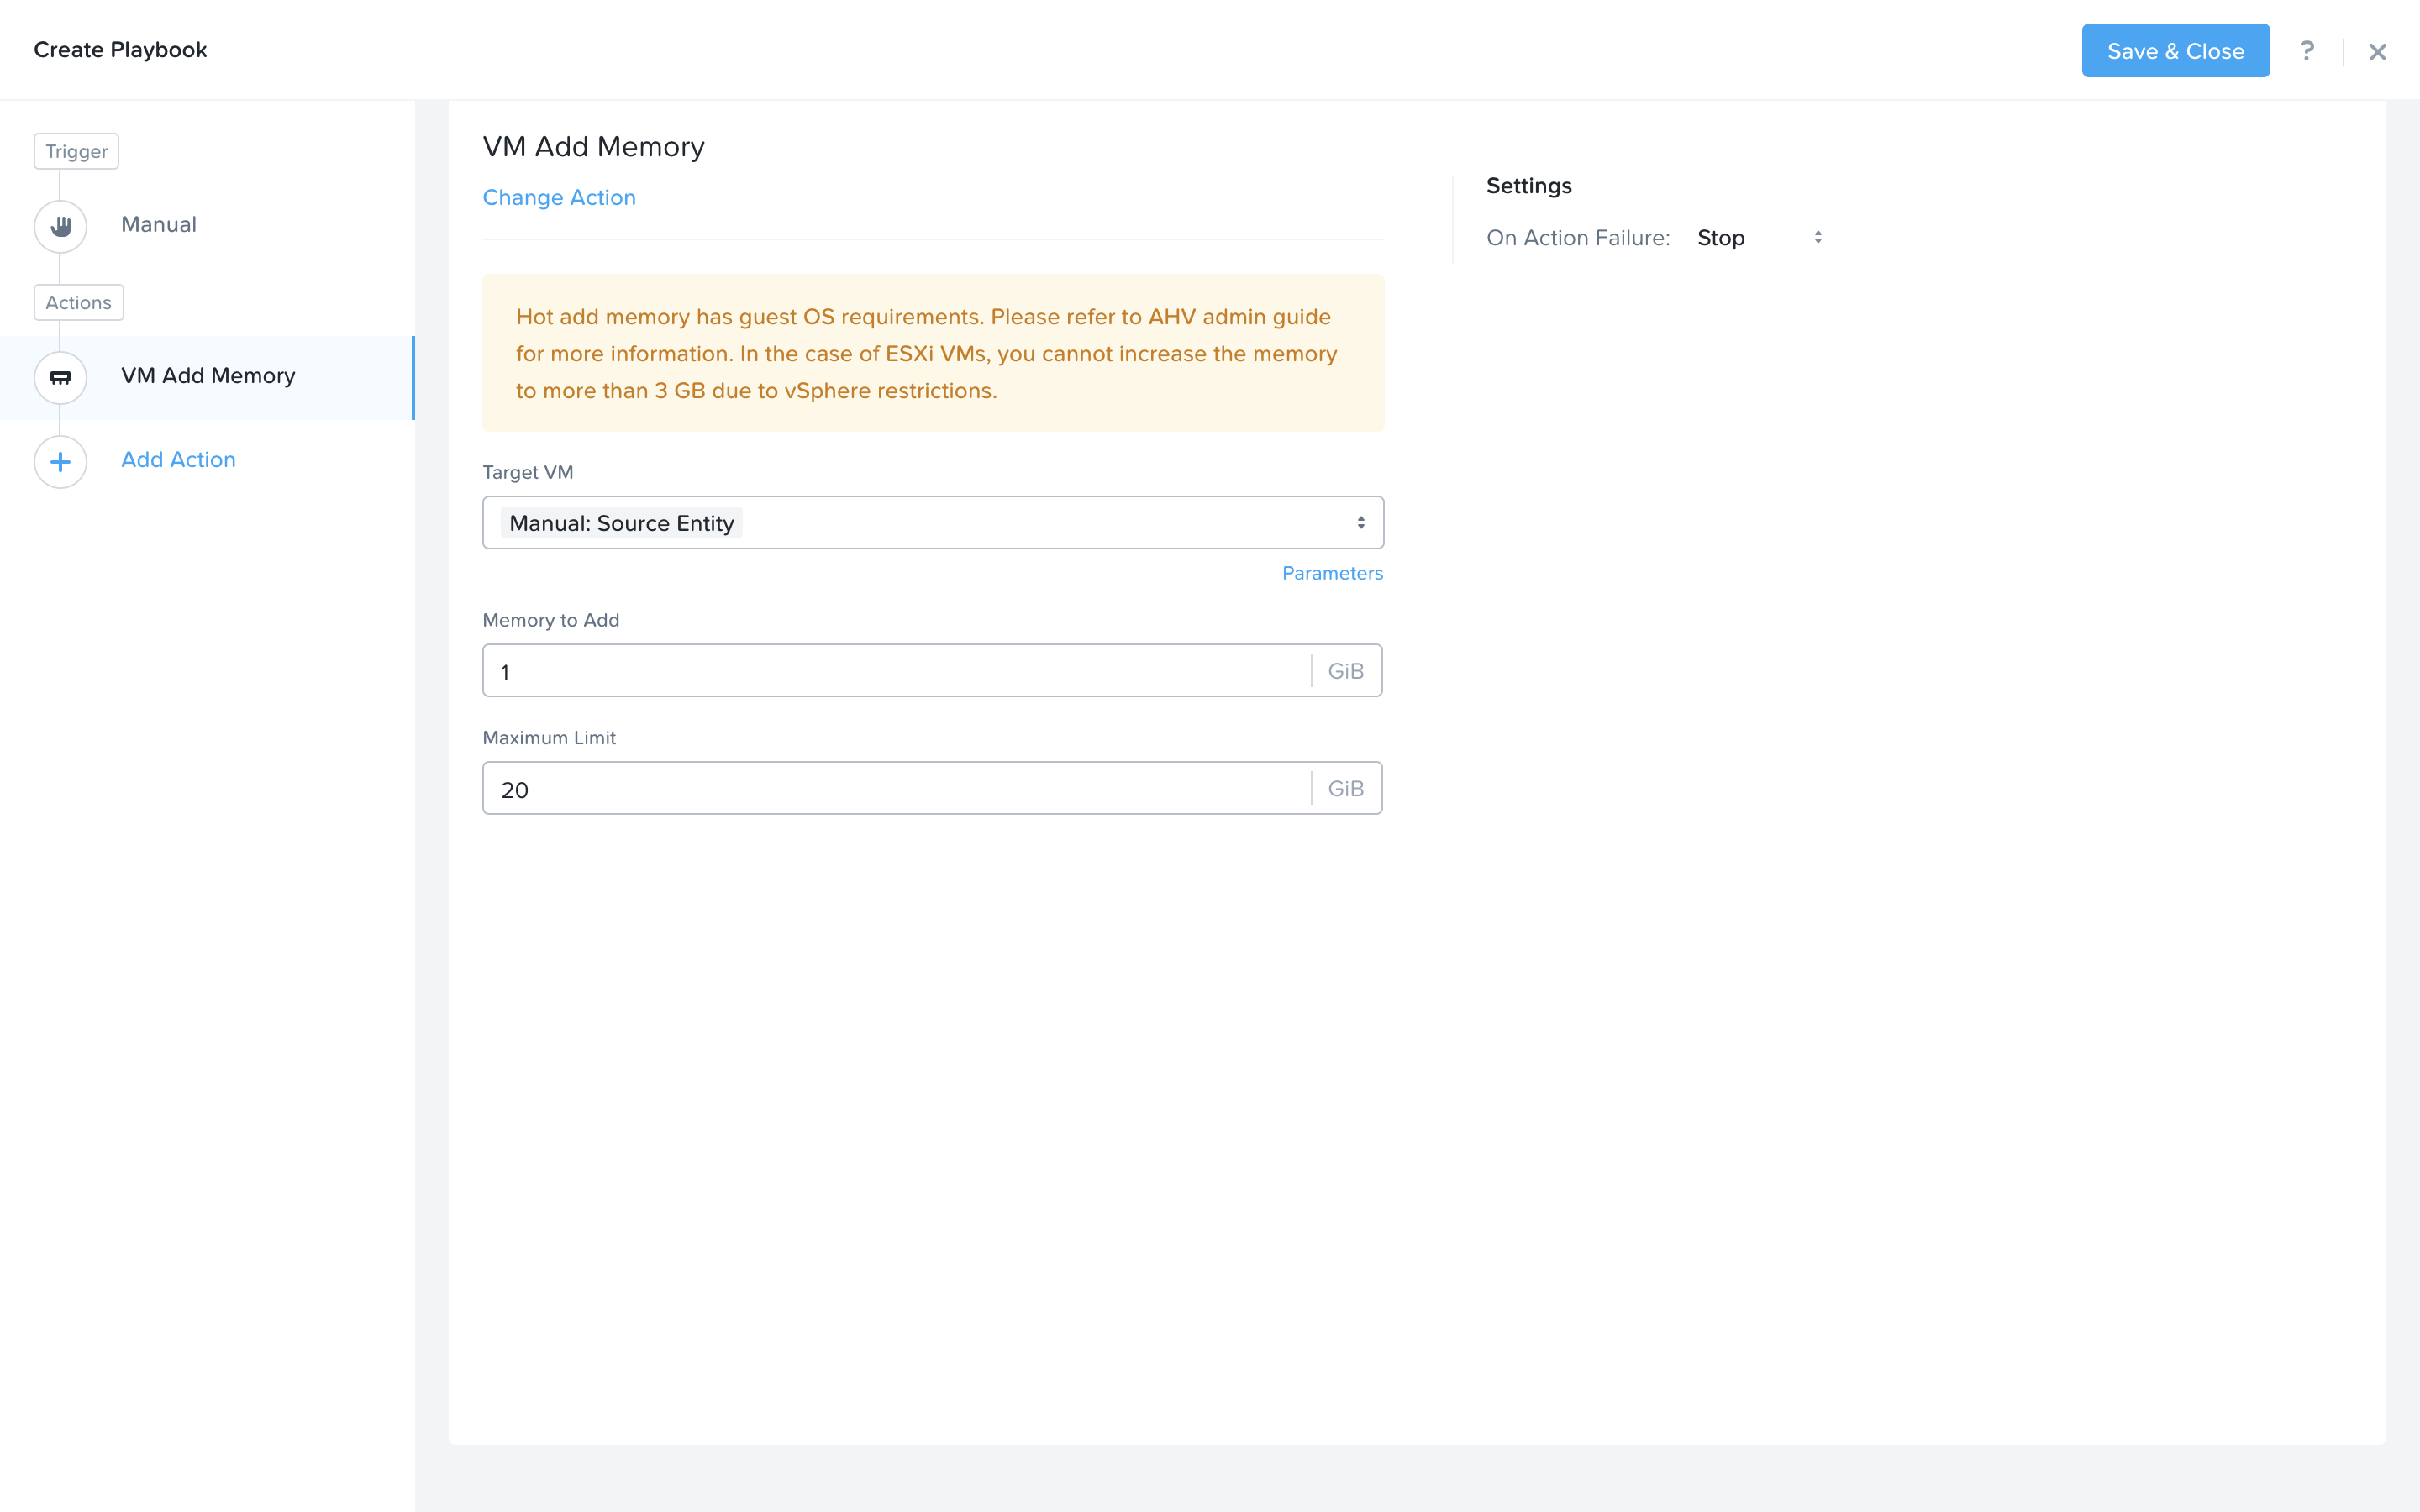 Create Playbook
Save & Close
?
Trigger
Manual
Actions
VM Add Memory
Add Action
VM Add Memory
Change Action
Hot add memory has guest OS requirements. Please refer to AHV admin guide
for more information. In the case of ESXi VMs, you cannot increase the memory
to more than 3 GB due to vSphere restrictions.
Target VM
Manual: Source Entity
Parameters
Memory to Add
1 GiB
Maximum Limit
20 GiB
Settings
On Action Failure: Stop